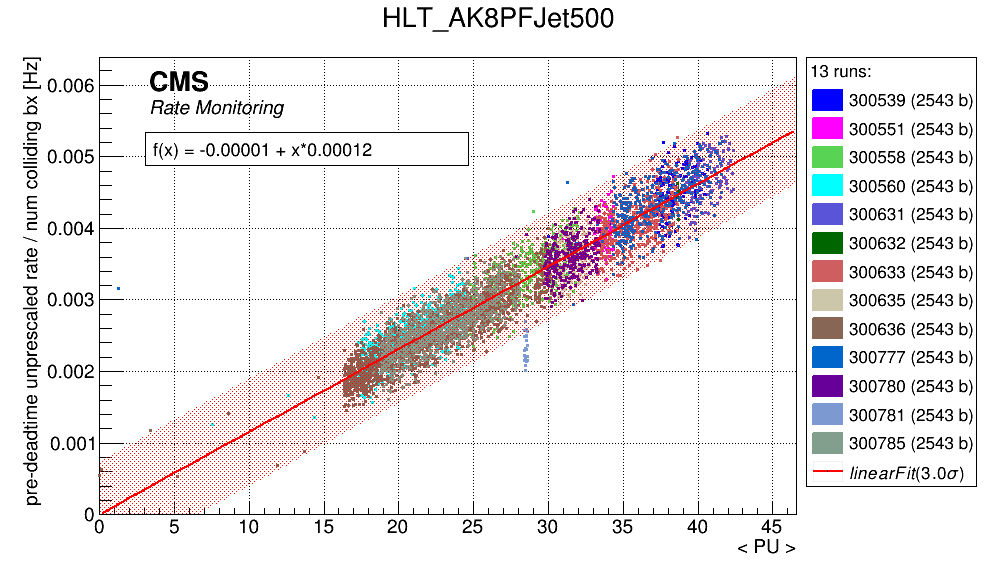 HLT_AK8PFJet500
pre-deadtime unprescaled rate / num colliding bx [Hz]
0.006
0.005
0.004
0.003
0.002
0.001
0
CMS
Rate Monitoring
f(x) = -0.00001 + x*0.00012
0 5 10 15 20 25 30 35 40 45
< PU >
13 runs:
300539 (2543 b)
300551 (2543 b)
300558 (2543 b)
300560 (2543 b)
300631 (2543 b)
300632 (2543 b)
300633 (2543 b)
300635 (2543 b)
300636 (2543 b)
300777 (2543 b)
300780 (2543 b)
300781 (2543 b)
300785 (2543 b)
linearFit(3.0σ)